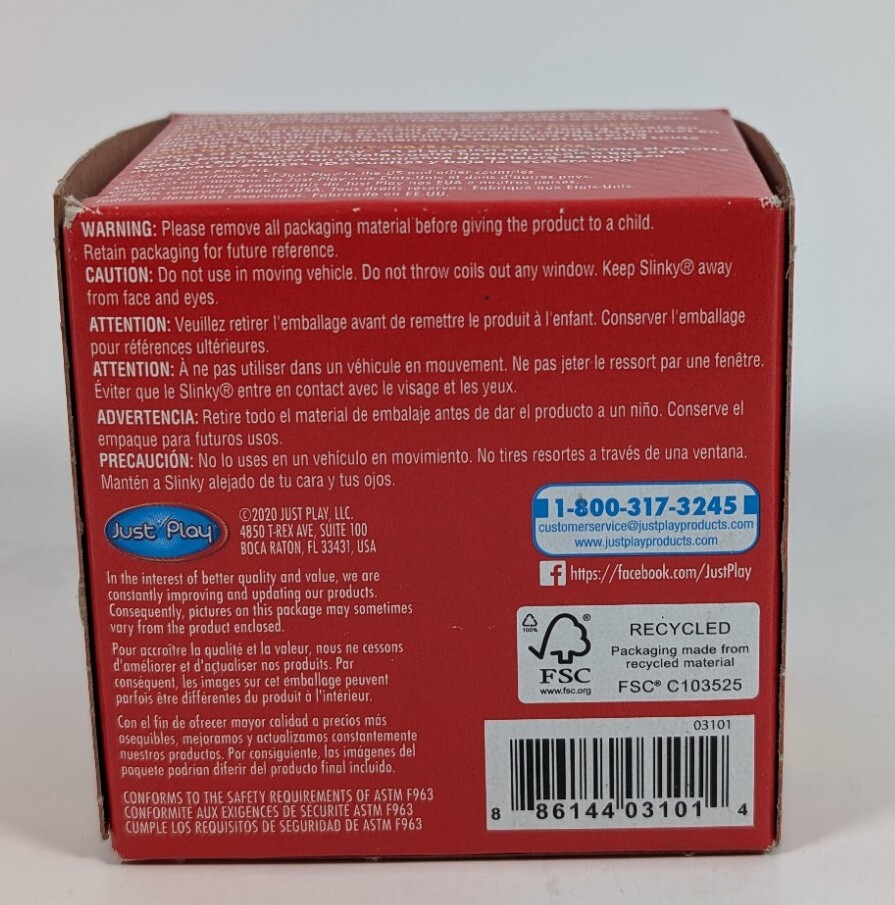 Just Play in the US and other countries.
WARNING: Please remove all packaging material before giving the product to a child.
Retain packaging for future reference.
CAUTION: Do not use in moving vehicle. Do not throw coils out any window. Keep Slinky® away
from face and eyes.
ATTENTION: Veuillez retirer l'emballage avant de remettre le produit à l'enfant. Conserver l'emballage
pour références ultérieures.
ATTENTION: À ne pas utiliser dans un véhicule en mouvement. Ne pas jeter le ressort par une fenêtre.
Éviter que le Slinky® entre en contact avec le visage et les yeux.
ADVERTENCIA: Retire todo el material de embalaje antes de dar el producto a un niño. Conserve el
empaque para futuros usos.
PRECAUCIÓN: No lo uses en un vehículo en movimiento. No tires resortes a través de una ventana.
Mantén a Slinky alejado de tu cara y tus ojos.
Just Play
©2020 JUST PLAY, LLC.
4850 T-REX AVE, SUITE 100
BOCA RATON, FL 33431, USA
1-800-317-3245
customerservice@justplayproducts.com
www.justplayproducts.com
f https://facebook.com/JustPlay
In the interest of better quality and value, we are
constantly improving and updating our products.
Consequently, pictures on this package may sometimes
vary from the product enclosed.
Pour accroître la qualité et la valeur, nous ne cessons
d'améliorer et d'actualiser nos produits. Par
conséquent, les images sur cet emballage peuvent
parfois être différentes du produit à l'intérieur.
Con el fin de ofrecer mayor calidad a precios más
asequibles, mejoramos y actualizamos constantemente
nuestros productos. Por consiguiente, las imágenes del
paquete podrían diferir del producto final incluido.
CONFORMS TO THE SAFETY REQUIREMENTS OF ASTM F963
CONFORMITE AUX EXIGENCES DE SÉCURITÉ ASTM F963
CUMPLE LOS REQUISITOS DE SEGURIDAD DE ASTM F963
100%
FSC®
www.fsc.org
RECYCLED
Packaging made from
recycled material
FSC® C103525
03101
8 86144 03101 4